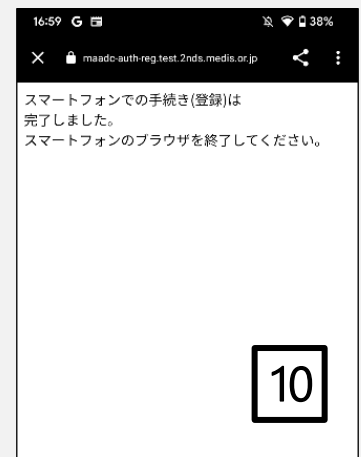 16:59 G 38%
maadc-auth-reg.test.2nds.medis.or.jp
スマートフォンでの手続き(登録)は
完了しました。
スマートフォンのブラウザを終了してください。
10